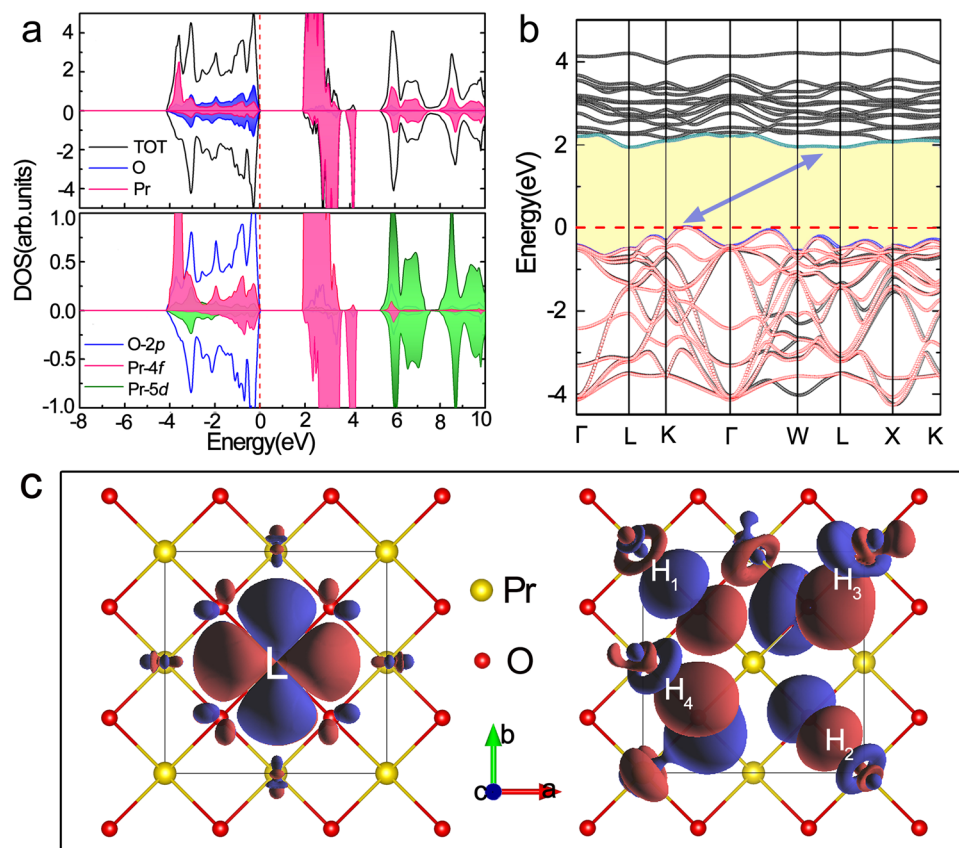 a
4
2
0
-2
-4
TOT
O
Pr
1.0
0.5
0.0
-0.5
-1.0
O-2p
Pr-4f
Pr-5d
DOS(arb.units)
-8 -6 -4 -2 0 2 4 6 8 10
Energy(eV)
b
4
2
0
-2
-4
Energy(eV)
Γ L K Γ W L X K
c
L
Pr
O
b
c a
H1
H3
H4
H2